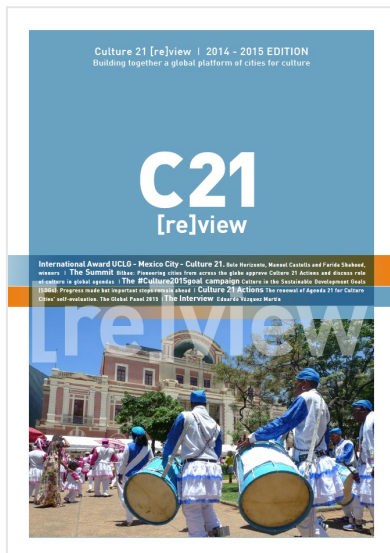 Culture 21 [re]view | 2014 - 2015 EDITION
Building together a global platform of cities for culture
C21
[re]view
International Award UCLG - Mexico City - Culture 21. Belo Horizonte, Manuel Castells and Farida Shaheed,
winners | The Summit Bilbao: Pioneering cities from across the globe approve Culture 21 Actions and discuss role
of culture in global agendas | The #Culture2015goal campaign Culture in the Sustainable Development Goals
(SDGs): Progress made but important steps remain ahead | Culture 21 Actions The renewal of Agenda 21 for Culture
Cities' self-evaluation. The Global Panel 2015 | The Interview Eduardo Vázquez Martín
[re]view